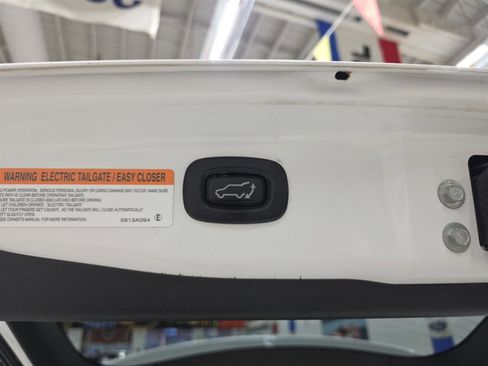 WARNING ELECTRIC TAILGATE / EASY CLOSER
POWER OPERATION. SERIOUS PERSONAL INJURY OR CARGO DAMAGE MAY OCCUR. MAKE SURE
PATH IS CLEAR BEFORE OPERATING TAILGATE.
TAILGATE IS CLOSED AND LATCHES BEFORE DRIVING.
LET CHILDREN OPERATE "ELECTRIC TAILGATE"
LET YOUR FINGERS GET CAUGHT, AS THE TAILGATE WILL CLOSE AUTOMATICALLY
LEFT SLIGHTLY OPEN.
SEE OWNER'S MANUAL FOR MORE INFORMATION.
5813A094 E